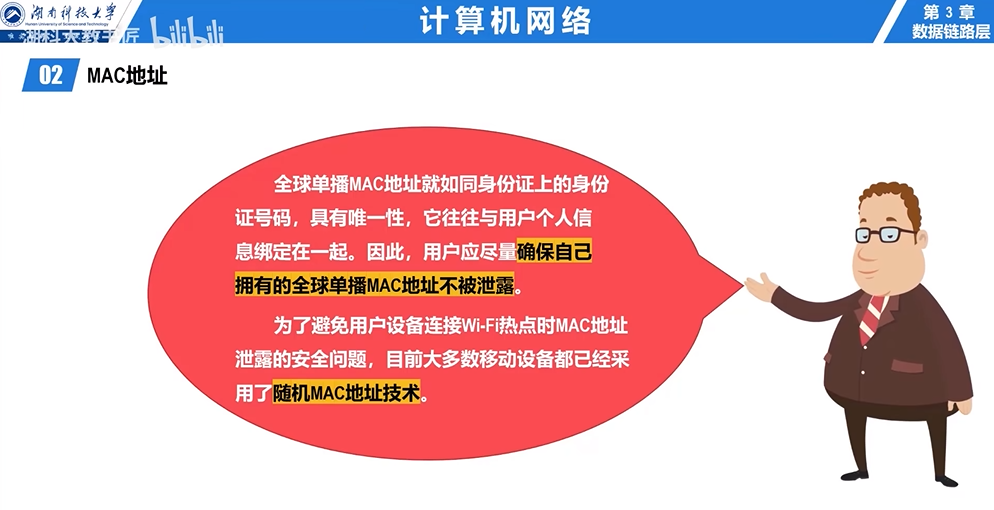 湖南科技大学
Hunan University of Science and Technology
湖科大教书匠 bilibili
计算机网络
第 3 章
数据链路层
02 MAC地址
全球单播MAC地址就如同身份证上的身份
证号码，具有唯一性，它往往与用户个人信
息绑定在一起。因此，用户应尽量确保自己
拥有的全球单播MAC地址不被泄露。
为了避免用户设备连接Wi-Fi热点时MAC地址
泄露的安全问题，目前大多数移动设备都已经采
用了随机MAC地址技术。